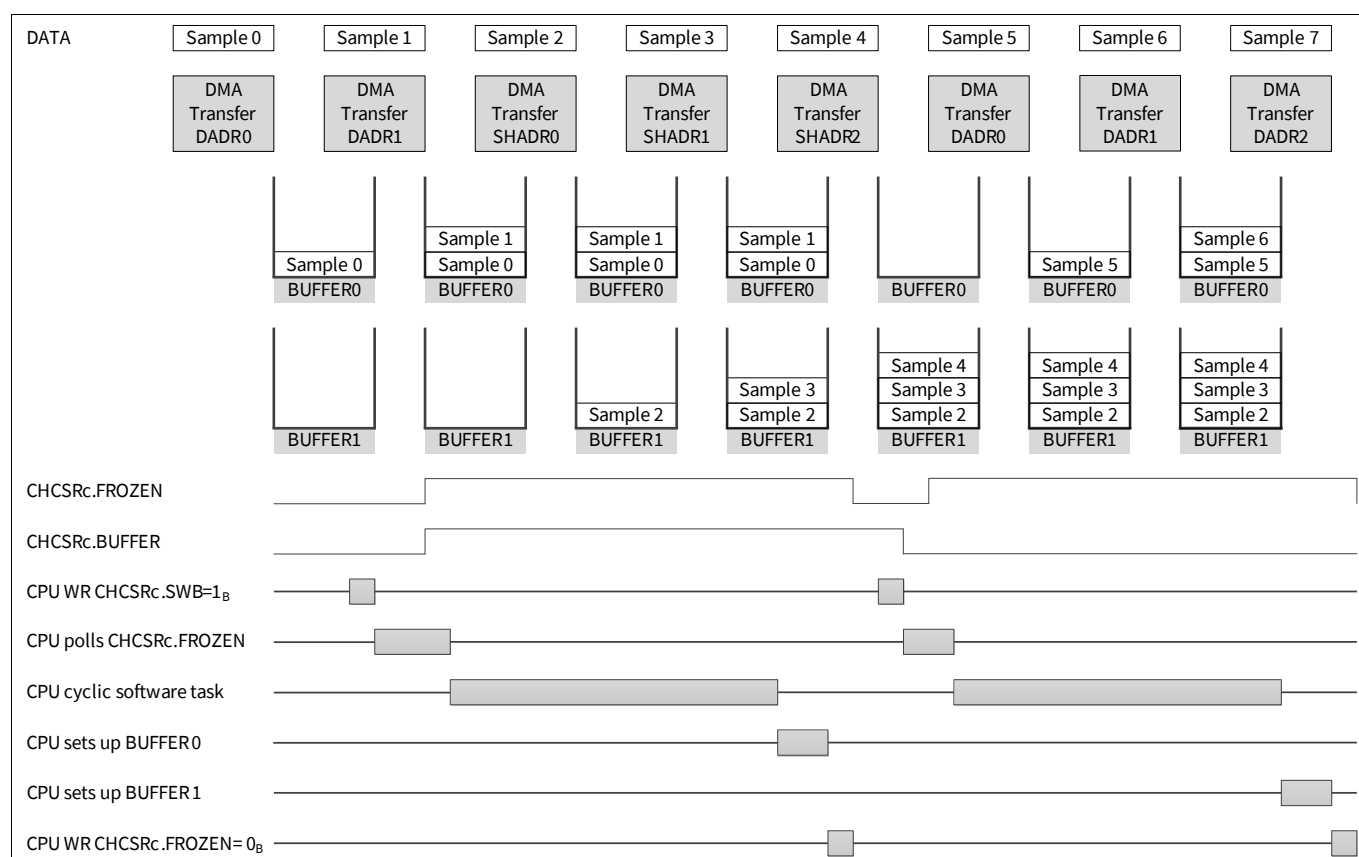 DATA Sample 0 Sample 1 Sample 2 Sample 3 Sample 4 Sample 5 Sample 6 Sample 7
DMA DMA DMA DMA DMA DMA DMA DMA
Transfer Transfer Transfer Transfer Transfer Transfer Transfer Transfer
DADR0 DADR1 SHADR0 SHADR1 SHADR2 DADR0 DADR1 DADR2
Sample 1 Sample 1 Sample 1 Sample 6
Sample 0 Sample 0 Sample 0 Sample 0 Sample 5 Sample 5
BUFFER0 BUFFER0 BUFFER0 BUFFER0 BUFFER0 BUFFER0 BUFFER0
Sample 4 Sample 4 Sample 4
Sample 3 Sample 3 Sample 3 Sample 3
Sample 2 Sample 2 Sample 2 Sample 2 Sample 2
BUFFER1 BUFFER1 BUFFER1 BUFFER1 BUFFER1 BUFFER1 BUFFER1
CHCSRc.FROZEN
CHCSRc.BUFFER
CPU WR CHCSRc.SWB=1B
CPU polls CHCSRc.FROZEN
CPU cyclic software task
CPU sets up BUFFER0
CPU sets up BUFFER1
CPU WR CHCSRc.FROZEN= 0B